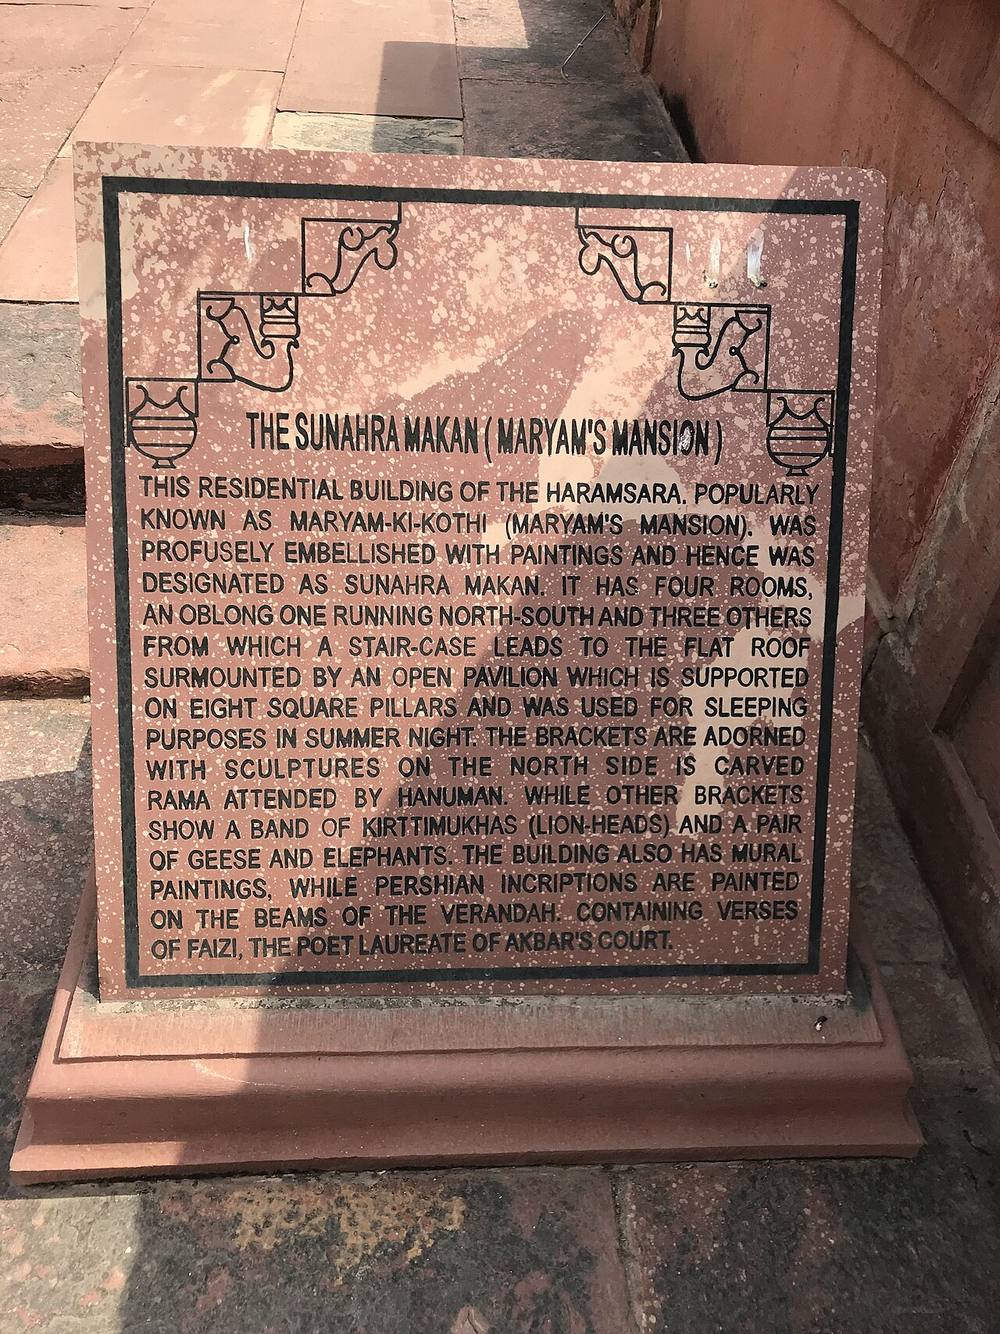 THE SUNAHRA MAKAN ( MARYAM'S MANSION )
THIS RESIDENTIAL BUILDING OF THE HARAMSARA. POPULARLY
KNOWN AS MARYAM-KI-KOTHI (MARYAM'S MANSION). WAS
PROFUSELY EMBELLISHED WITH PAINTINGS AND HENCE WAS
DESIGNATED AS SUNAHRA MAKAN. IT HAS FOUR ROOMS,
AN OBLONG ONE RUNNING NORTH-SOUTH AND THREE OTHERS
FROM WHICH A STAIR-CASE LEADS TO THE FLAT ROOF
SURMOUNTED BY AN OPEN PAVILION WHICH IS SUPPORTED
ON EIGHT SQUARE PILLARS AND WAS USED FOR SLEEPING
PURPOSES IN SUMMER NIGHT. THE BRACKETS ARE ADORNED
WITH SCULPTURES ON THE NORTH SIDE IS CARVED
RAMA ATTENDED BY HANUMAN. WHILE OTHER BRACKETS
SHOW A BAND OF KIRTTIMUKHAS (LION-HEADS) AND A PAIR
OF GEESE AND ELEPHANTS. THE BUILDING ALSO HAS MURAL
PAINTINGS, WHILE PERSHIAN INCRIPTIONS ARE PAINTED
ON THE BEAMS OF THE VERANDAH. CONTAINING VERSES
OF FAIZI, THE POET LAUREATE OF AKBAR'S COURT.